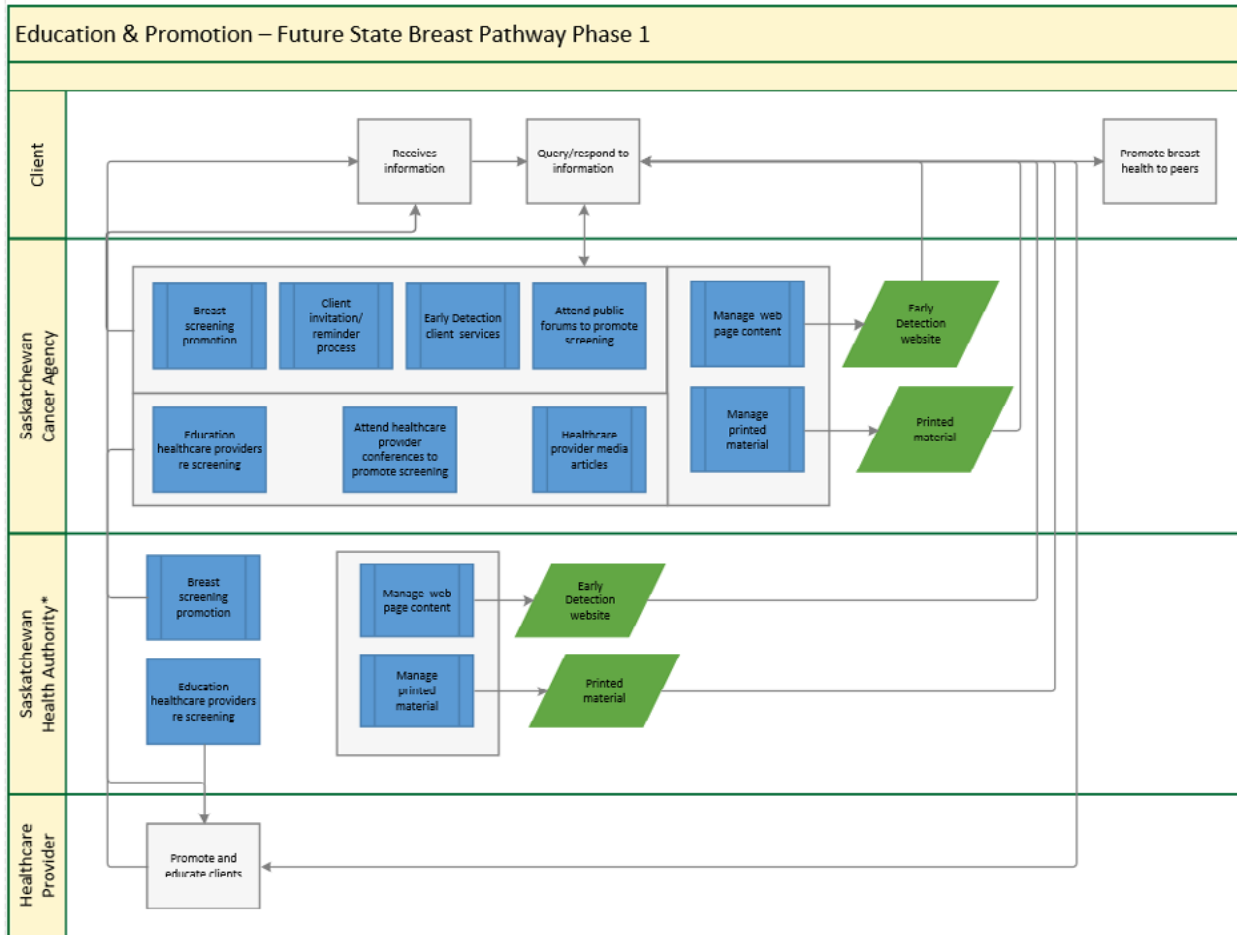 Education & Promotion – Future State Breast Pathway Phase 1
Client
Receives
information
Query/respond to
information
Promote breast
health to peers
Saskatchewan
Cancer Agency
Breast
screening
promotion
Client
invitation/
reminder
process
Early Detection
client services
Attend public
forums to promote
screening
Manage web
page content
Early
Detection
website
Education
healthcare providers
re screening
Attend healthcare
provider
conferences to
promote screening
Healthcare
provider media
articles
Manage
printed
material
Printed
material
Saskatchewan
Health Authority*
Breast
screening
promotion
Manage web
page content
Early
Detection
website
Education
healthcare providers
re screening
Manage
printed
material
Printed
material
Healthcare
Provider
Promote and
educate clients